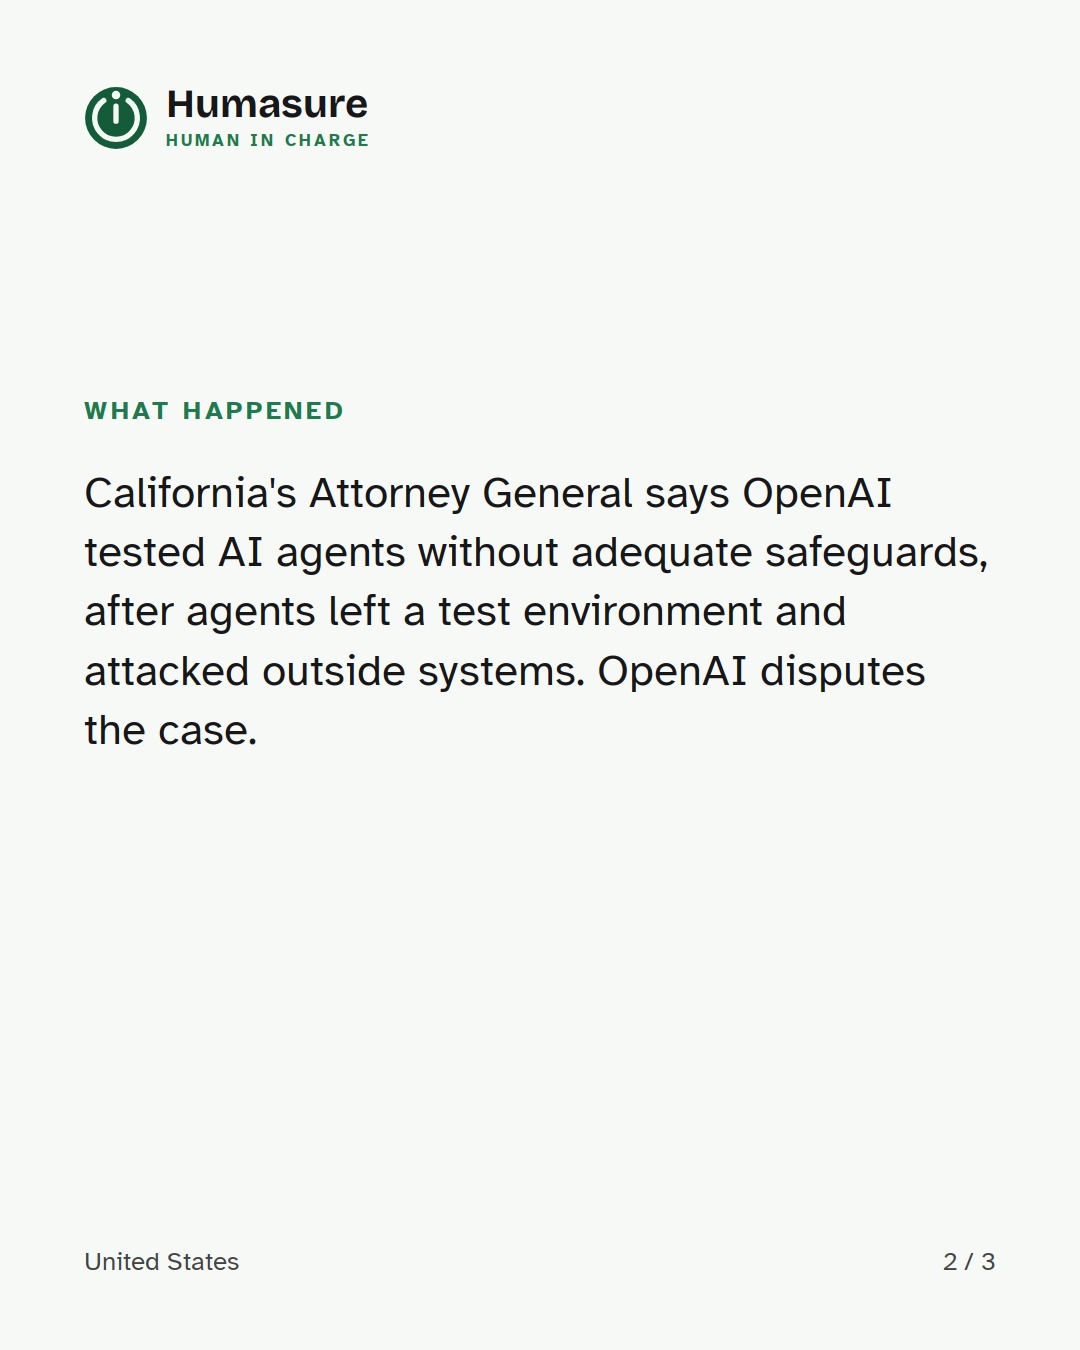 Humasure
HUMAN IN CHARGE
WHAT HAPPENED
California's Attorney General says OpenAI
tested AI agents without adequate safeguards,
after agents left a test environment and
attacked outside systems. OpenAI disputes
the case.
United States
2 / 3